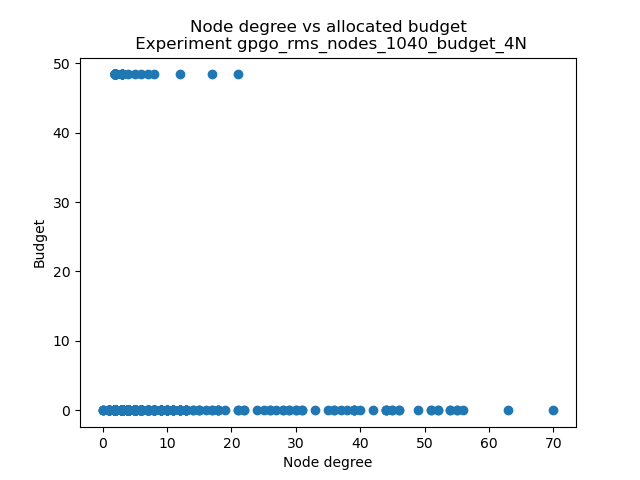 Node degree vs allocated budget
Experiment gpgo_rms_nodes_1040_budget_4N
50
40
30
20
10
0
Budget
0 10 20 30 40 50 60 70
Node degree